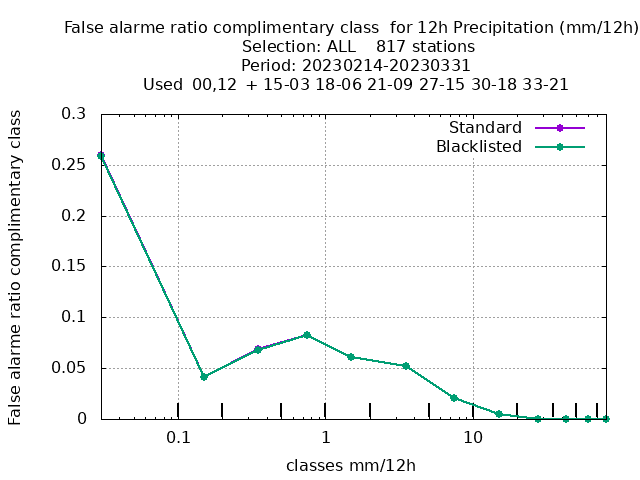 False alarme ratio complimentary class  for 12h Precipitation (mm/12h)
Selection: ALL    817 stations
Period: 20230214-20230331
Used  00,12  + 15-03 18-06 21-09 27-15 30-18 33-21
False alarme ratio complimentary class
0.3
0.25
0.2
0.15
0.1
0.05
0
Standard
Blacklisted
0.1
1
10
classes mm/12h